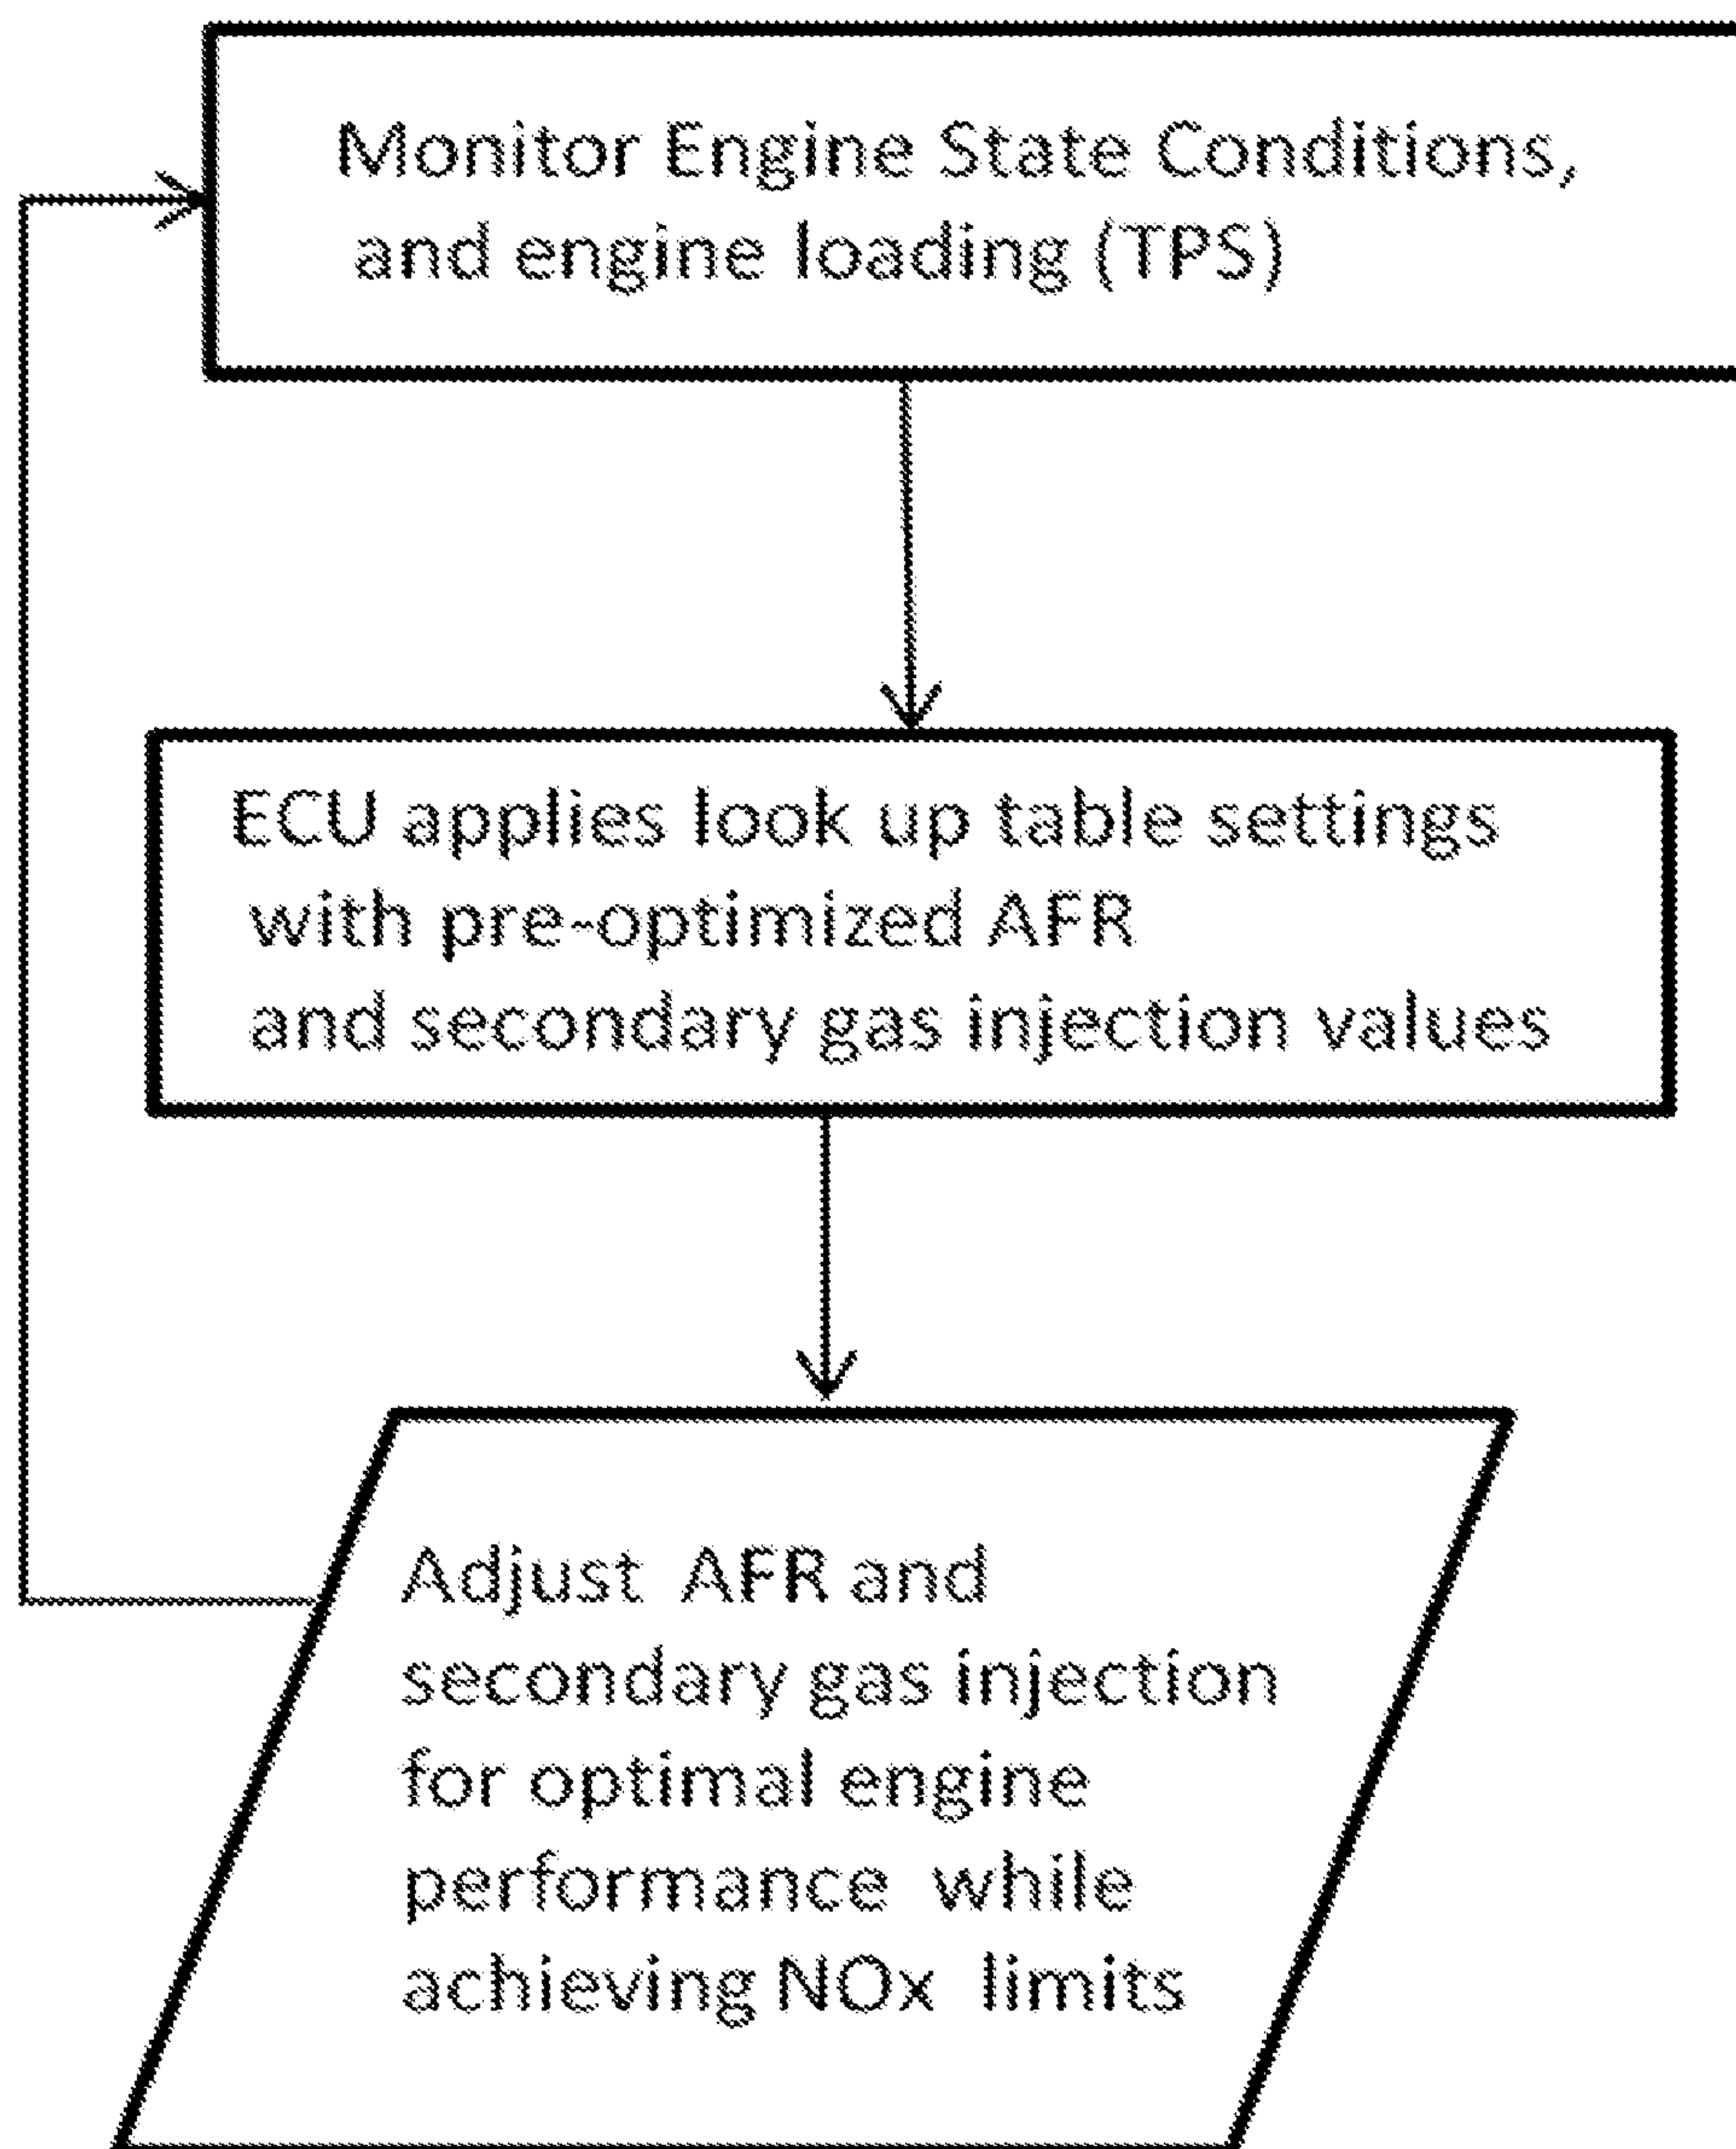 Monitor Engine State Conditions,
and engine loading (TPS)
ECU applies look up table settings
with pre-optimized AFR
and secondary gas injection values
Adjust AFR and
secondary gas injection
for optimal engine
performance while
achieving NOx limits